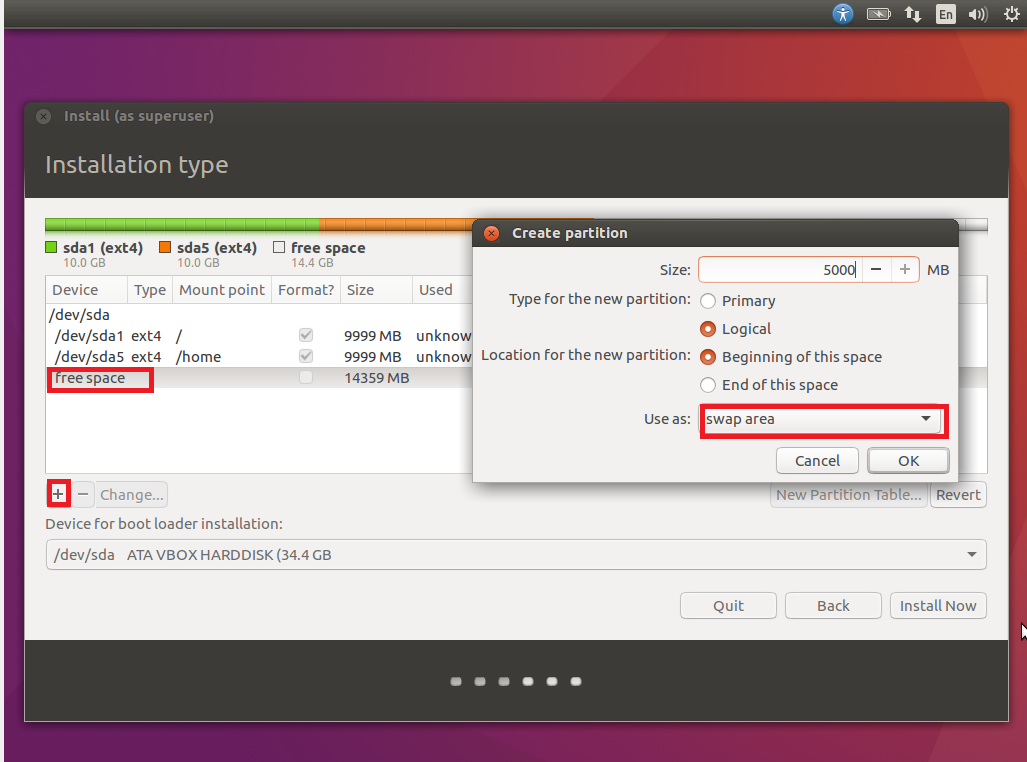 En
Install (as superuser)
Installation type
sda1 (ext4) sda5 (ext4) free space
10.0 GB 10.0 GB 14.4 GB
Device Type Mount point Format? Size Used
/dev/sda
/dev/sda1 ext4 / 9999 MB unknow
/dev/sda5 ext4 /home 9999 MB unknow
free space 14359 MB
Create partition
Size: 5000 − + MB
Type for the new partition: Primary
Logical
Location for the new partition: Beginning of this space
End of this space
Use as: swap area
Cancel OK
+ − Change... New Partition Table... Revert
Device for boot loader installation:
/dev/sda ATA VBOX HARDDISK (34.4 GB
Quit Back Install Now